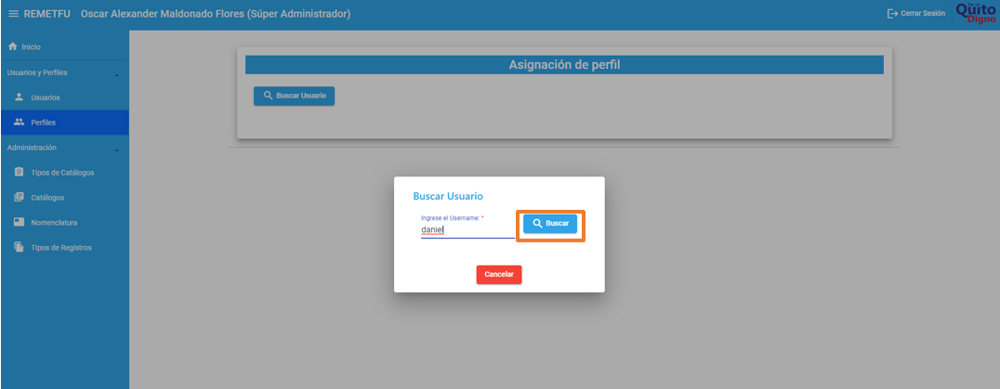 REMETFU Oscar Alexander Maldonado Flores (Súper Administrador)
Cerrar Sesión
Quito
Digno
Inicio
Usuarios y Perfiles
Usuarios
Perfiles
Administración
Tipos de Catálogos
Catálogos
Nomenclatura
Tipos de Registros
Asignación de perfil
Buscar Usuario
Buscar Usuario
Ingrese el Username: *
daniel
Buscar
Cancelar